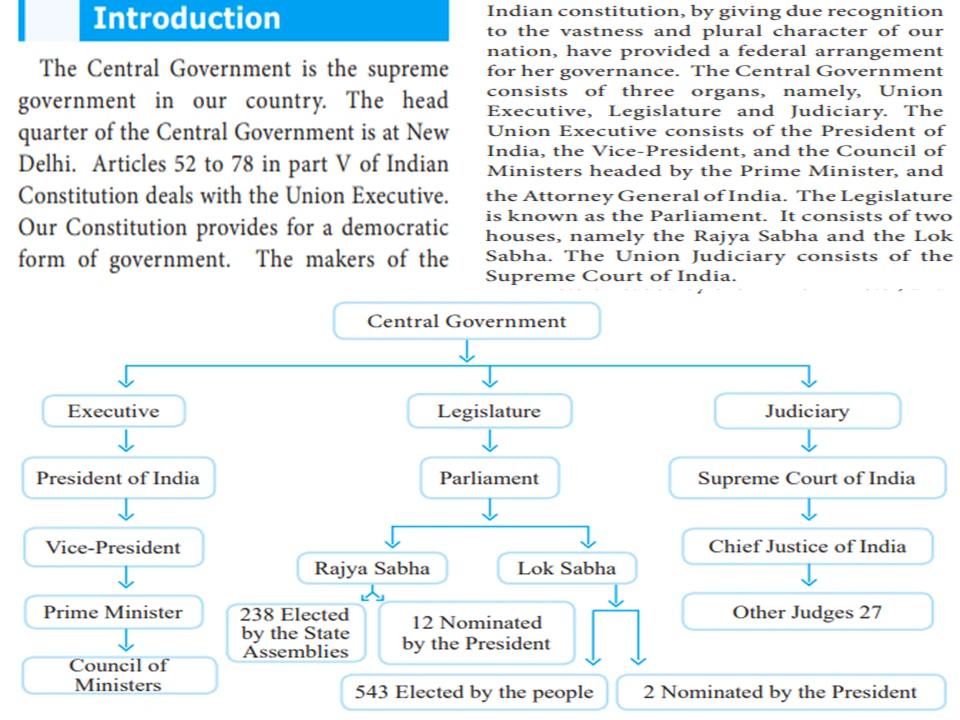 Introduction
The Central Government is the supreme
government in our country. The head
quarter of the Central Government is at New
Delhi. Articles 52 to 78 in part V of Indian
Constitution deals with the Union Executive.
Our Constitution provides for a democratic
form of government. The makers of the
Indian constitution, by giving due recognition
to the vastness and plural character of our
nation, have provided a federal arrangement
for her governance. The Central Government
consists of three organs, namely, Union
Executive, Legislature and Judiciary. The
Union Executive consists of the President of
India, the Vice-President, and the Council of
Ministers headed by the Prime Minister, and
the Attorney General of India. The Legislature
is known as the Parliament. It consists of two
houses, namely the Rajya Sabha and the Lok
Sabha. The Union Judiciary consists of the
Supreme Court of India.
Central Government
Executive
Legislature
Judiciary
President of India
Parliament
Supreme Court of India
Vice-President
Rajya Sabha
Lok Sabha
Chief Justice of India
Prime Minister
238 Elected
by the State
Assemblies
12 Nominated
by the President
Other Judges 27
Council of
Ministers
543 Elected by the people
2 Nominated by the President